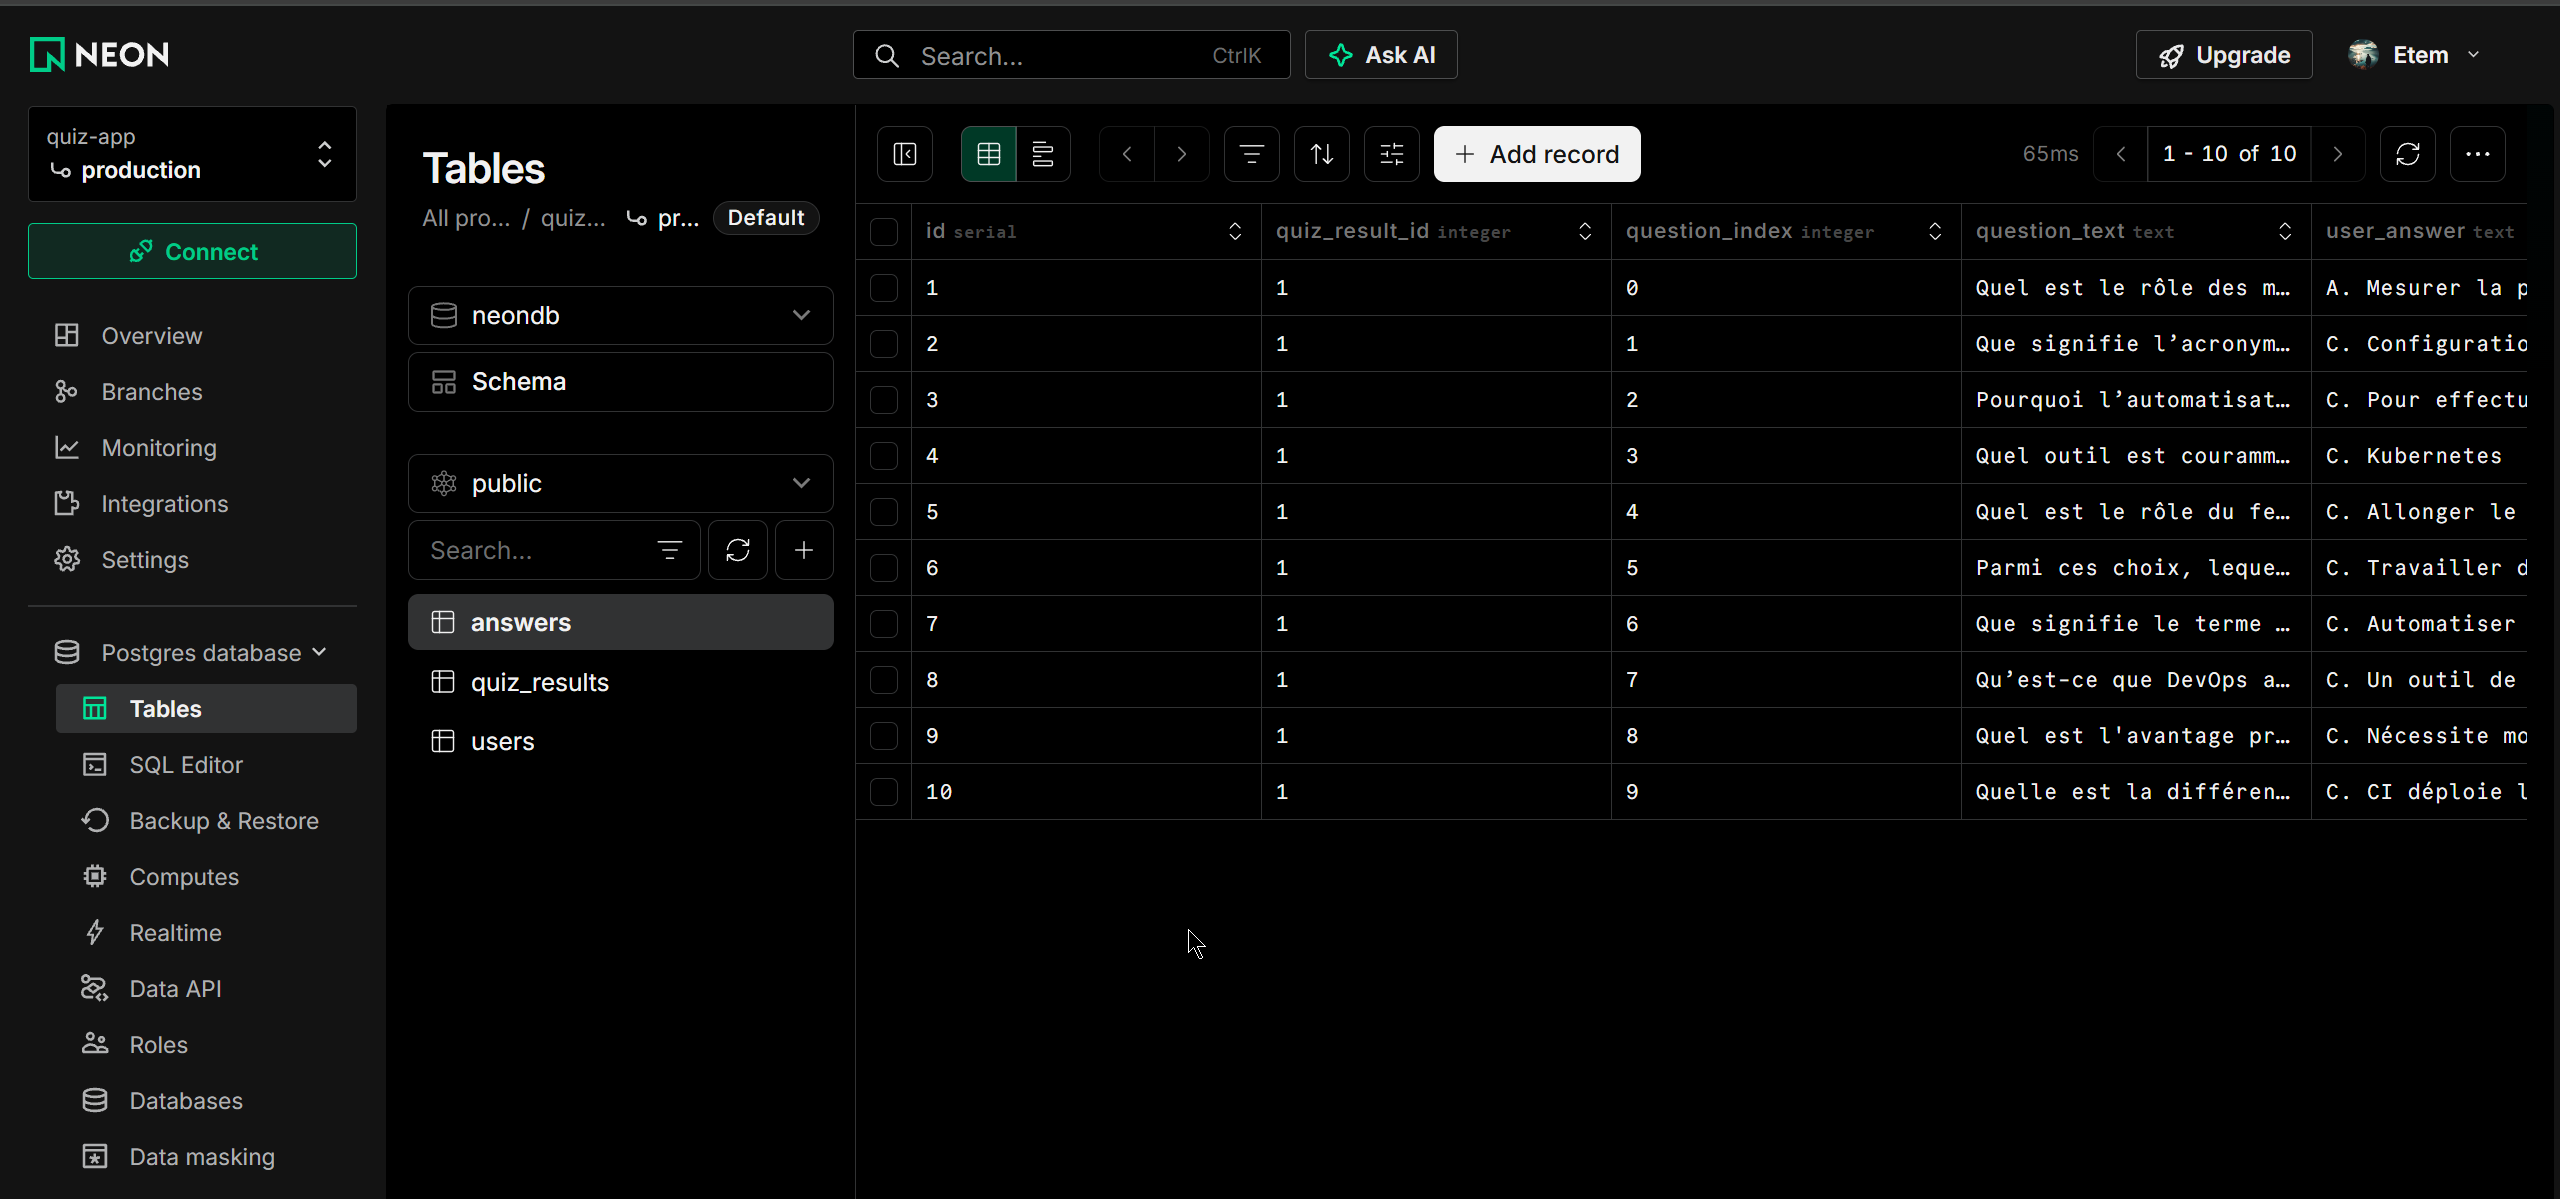 NEON
Search...
CtrlK
Ask AI
Upgrade
Etem
quiz-app
production
Connect
Overview
Branches
Monitoring
Integrations
Settings
Postgres database
Tables
SQL Editor
Backup & Restore
Computes
Realtime
Data API
Roles
Databases
Data masking
Tables
All pro... / quiz... pr... Default
neondb
Schema
public
Search...
answers
quiz_results
users
Add record
65ms
1 - 10 of 10
id serial quiz_result_id integer question_index integer question_text text user_answer text
1 1 0 Quel est le rôle des m… A. Mesurer la p
2 1 1 Que signifie l’acronym… C. Configuratio
3 1 2 Pourquoi l’automatisat… C. Pour effectu
4 1 3 Quel outil est couramm… C. Kubernetes
5 1 4 Quel est le rôle du fe… C. Allonger le
6 1 5 Parmi ces choix, leque… C. Travailler d
7 1 6 Que signifie le terme … C. Automatiser
8 1 7 Qu’est-ce que DevOps a… C. Un outil de
9 1 8 Quel est l'avantage pr… C. Nécessite mo
10 1 9 Quelle est la différen… C. CI déploie l